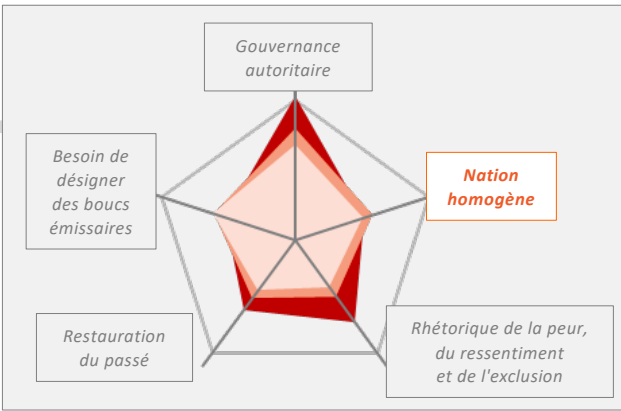 Gouvernance
autoritaire
Besoin de
désigner
des boucs
émissaires
Nation
homogène
Restauration
du passé
Rhétorique de la peur,
du ressentiment
et de l'exclusion